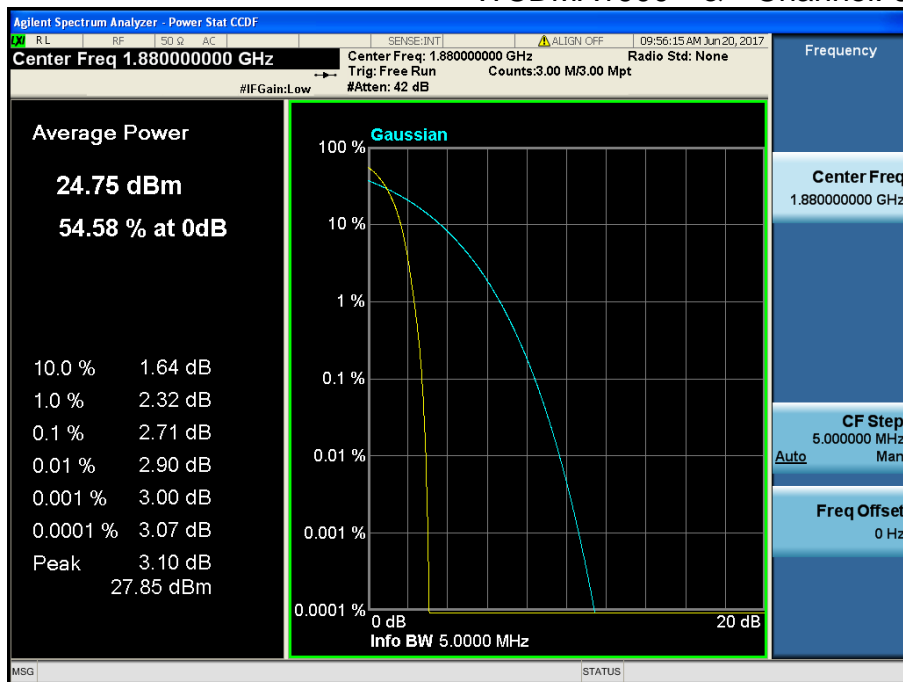 Agilent Spectrum Analyzer - Power Stat CCDF
LXI RL RF 50 Ω AC SENSE:INT ALIGN OFF 09:56:15 AM Jun 20, 2017
Center Freq 1.880000000 GHz
Center Freq: 1.880000000 GHz Radio Std: None
Trig: Free Run Counts:3.00 M/3.00 Mpt
#IFGain:Low #Atten: 42 dB
Frequency
Average Power
24.75 dBm
54.58 % at 0dB
10.0 % 1.64 dB
1.0 % 2.32 dB
0.1 % 2.71 dB
0.01 % 2.90 dB
0.001 % 3.00 dB
0.0001 % 3.07 dB
Peak 3.10 dB
27.85 dBm
Gaussian
100 %
10 %
1 %
0.1 %
0.01 %
0.001 %
0.0001 %
0 dB 20 dB
Info BW 5.0000 MHz
Center Freq
1.880000000 GHz
CF Step
5.000000 MHz
Auto Man
Freq Offset
0 Hz
MSG STATUS